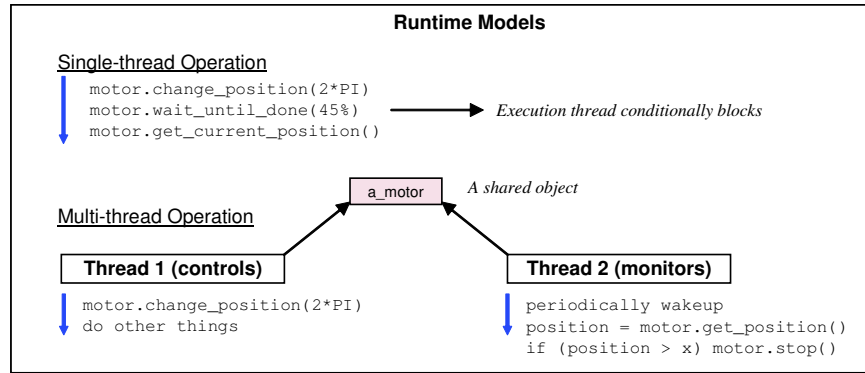 Runtime Models
Single-thread Operation
motor.change_position(2*PI)
motor.wait_until_done(45%)
motor.get_current_position()
Execution thread conditionally blocks
a_motor
A shared object
Multi-thread Operation
Thread 1 (controls)
motor.change_position(2*PI)
do other things
Thread 2 (monitors)
periodically wakeup
position = motor.get_position()
if (position > x) motor.stop()